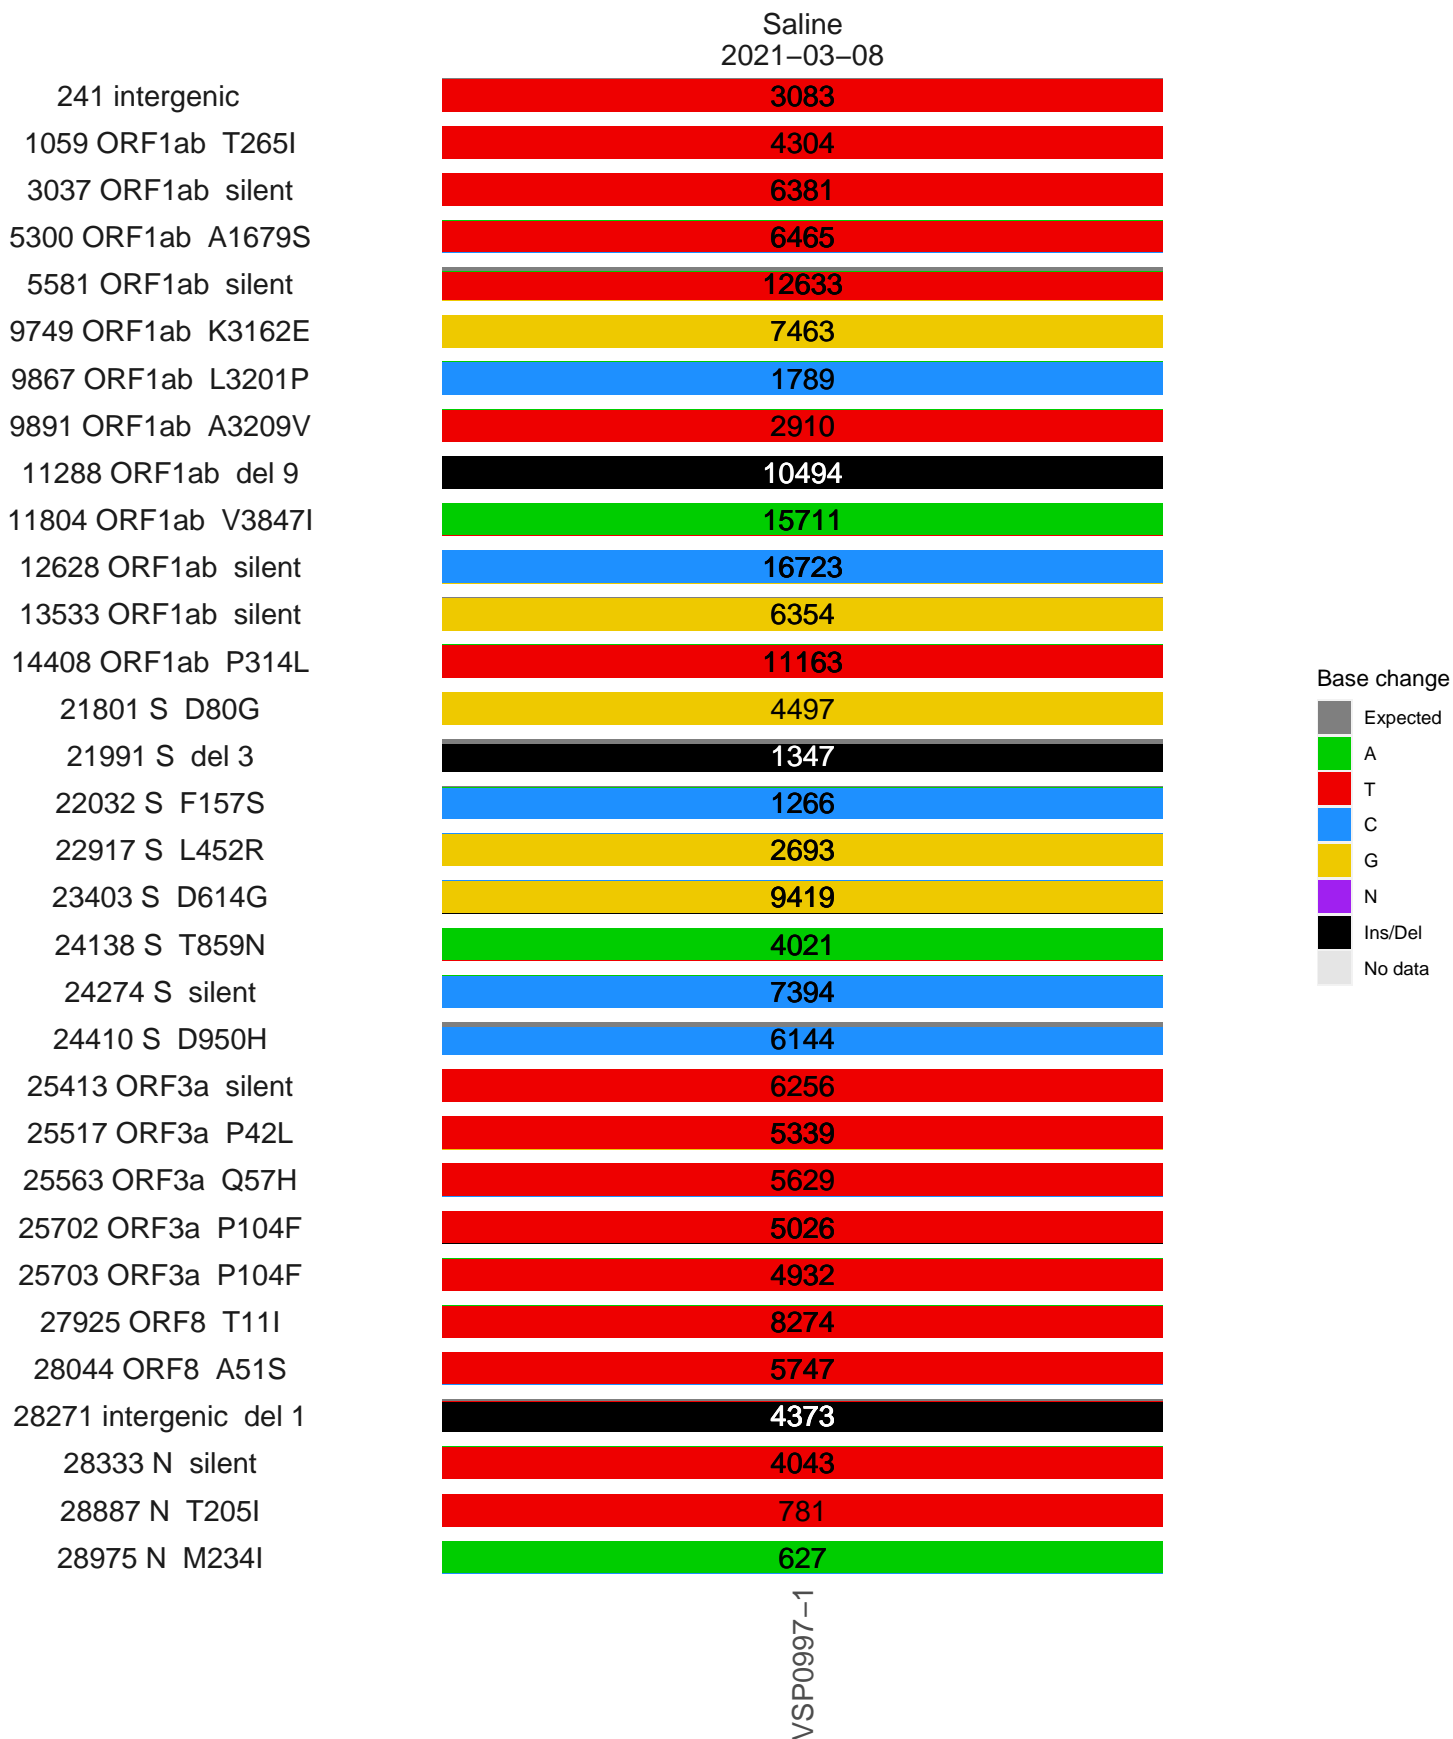 Saline
2021−03−08
241 intergenic 3083
1059 ORF1ab T265I 4304
3037 ORF1ab silent 6381
5300 ORF1ab A1679S 6465
5581 ORF1ab silent 12633
9749 ORF1ab K3162E 7463
9867 ORF1ab L3201P 1789
9891 ORF1ab A3209V 2910
11288 ORF1ab del 9 10494
11804 ORF1ab V3847I 15711
12628 ORF1ab silent 16723
13533 ORF1ab silent 6354
14408 ORF1ab P314L 11163
21801 S D80G 4497
21991 S del 3 1347
22032 S F157S 1266
22917 S L452R 2693
23403 S D614G 9419
24138 S T859N 4021
24274 S silent 7394
24410 S D950H 6144
25413 ORF3a silent 6256
25517 ORF3a P42L 5339
25563 ORF3a Q57H 5629
25702 ORF3a P104F 5026
25703 ORF3a P104F 4932
27925 ORF8 T11I 8274
28044 ORF8 A51S 5747
28271 intergenic del 1 4373
28333 N silent 4043
28887 N T205I 781
28975 N M234I 627
VSP0997−1
Base change
Expected
A
T
C
G
N
Ins/Del
No data